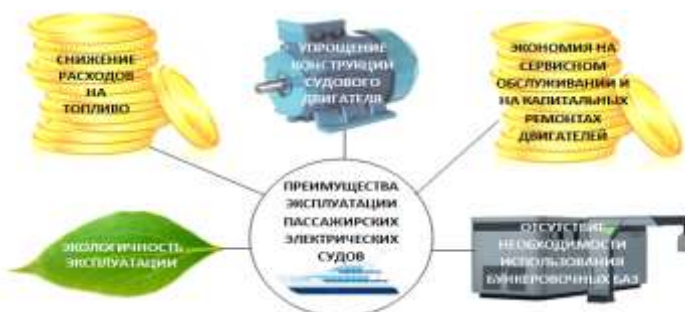 СНИЖЕНИЕ
РАСХОДОВ
НА
ТОПЛИВО
УПРОЩЕНИЕ
КОНСТРУКЦИИ
СУДОВОГО
ДВИГАТЕЛЯ
ЭКОНОМИЯ НА
СЕРВИСНОМ
ОБСЛУЖИВАНИИ И
НА КАПИТАЛЬНЫХ
РЕМОНТАХ
ДВИГАТЕЛЕЙ
ПРЕИМУЩЕСТВА
ЭКСПЛУАТАЦИИ
ПАССАЖИРСКИХ
ЭЛЕКТРИЧЕСКИХ
СУДОВ
ЭКОЛОГИЧНОСТЬ
ЭКСПЛУАТАЦИИ
ОТСУТСТВИЕ
НЕОБХОДИМОСТИ
ИСПОЛЬЗОВАНИЯ
БУНКЕРОВОЧНЫХ БАЗ